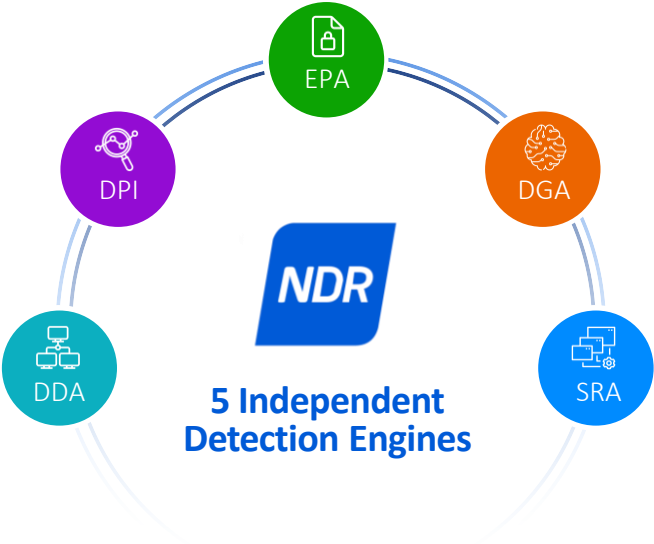 EPA
DPI
DGA
NDR
DDA
SRA
5 Independent
Detection Engines